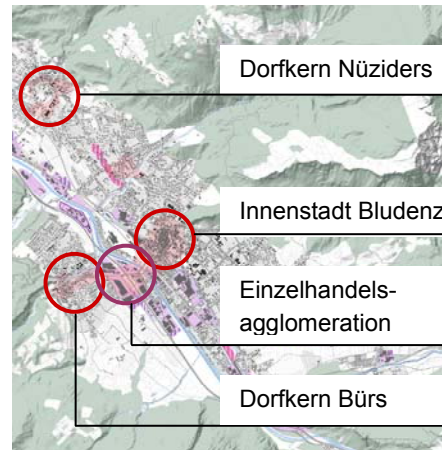 Dorfkern Nüziders
Innenstadt Bludenz
Einzelhandels-
agglomeration
Dorfkern Bürs